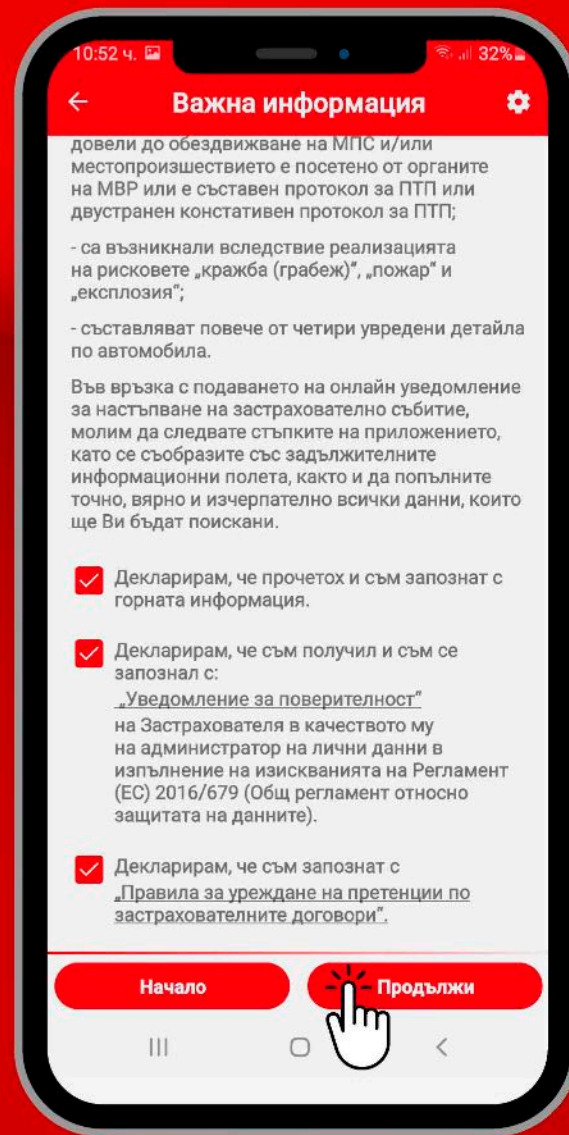 10:52 ч. 32%
Важна информация
довели до обездвижване на МПС и/или
местопроизшествието е посетено от органите
на МВР или е съставен протокол за ПТП или
двустранен констативен протокол за ПТП;
- са възникнали вследствие реализацията
на рисковете „кражба (грабеж)“, „пожар“ и
„експлозия“;
- съставляват повече от четири увредени детайла
по автомобила.
Във връзка с подаването на онлайн уведомление
за настъпване на застрахователно събитие,
молим да следвате стъпките на приложението,
като се съобразите със задължителните
информационни полета, както и да попълните
точно, вярно и изчерпателно всички данни, които
ще Ви бъдат поискани.
Декларирам, че прочетох и съм запознат с
горната информация.
Декларирам, че съм получил и съм се
запознал с:
„Уведомление за поверителност“
на Застрахователя в качеството му
на администратор на лични данни в
изпълнение на изискванията на Регламент
(ЕС) 2016/679 (Общ регламент относно
защитата на данните).
Декларирам, че съм запознат с
„Правила за уреждане на претенции по
застрахователните договори“.
Начало Продължи